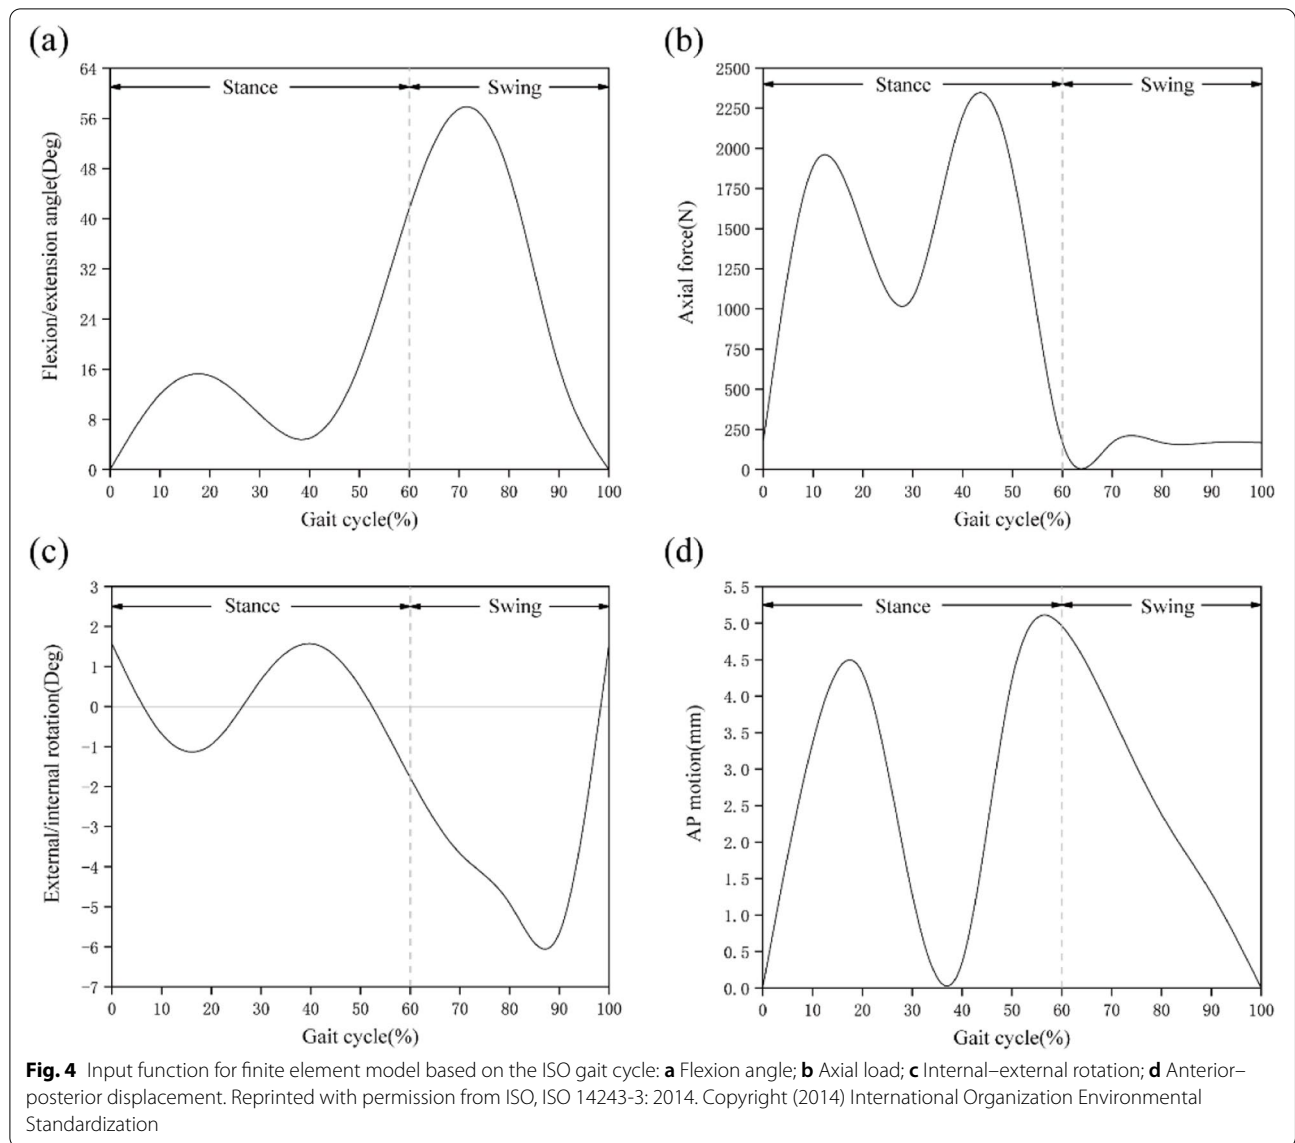 (a)
64
56
48
40
32
24
16
8
0
Flexion/extension angle(Deg)
Stance
Swing
0 10 20 30 40 50 60 70 80 90 100
Gait cycle(%)
(b)
2500
2250
2000
1750
1500
1250
1000
750
500
250
0
Axial force(N)
Stance
Swing
0 10 20 30 40 50 60 70 80 90 100
Gait cycle(%)
(c)
3
2
1
0
-1
-2
-3
-4
-5
-6
-7
External/internal rotation(Deg)
Stance
Swing
0 10 20 30 40 50 60 70 80 90 100
Gait cycle(%)
(d)
5.5
5.0
4.5
4.0
3.5
3.0
2.5
2.0
1.5
1.0
0.5
0.0
AP motion(mm)
Stance
Swing
0 10 20 30 40 50 60 70 80 90 100
Gait cycle(%)
Fig. 4 Input function for finite element model based on the ISO gait cycle: a Flexion angle; b Axial load; c Internal–external rotation; d Anterior–
posterior displacement. Reprinted with permission from ISO, ISO 14243-3: 2014. Copyright (2014) International Organization Environmental
Standardization